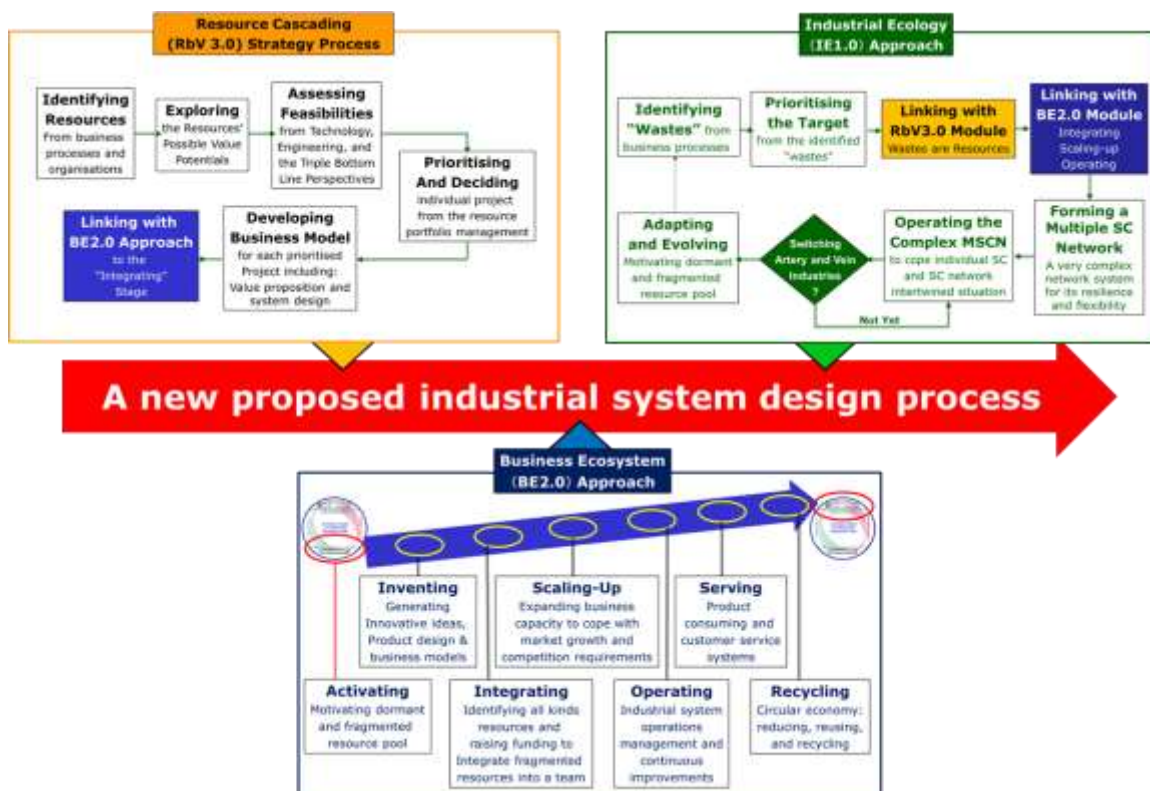 Resource Cascading
(RbV 3.0) Strategy Process
Identifying
Resources
From business
processes and
organisations
Exploring
the Resources'
Possible Value
Potentials
Assessing
Feasibilities
from Technology,
Engineering, and
the Triple Bottom
Line Perspectives
Prioritising
And Deciding
individual project
from the resource
portfolio management
Developing
Business Model
for each prioritised
Project including:
Value proposition and
system design
Linking with
BE2.0 Approach
to the
"Integrating"
Stage
Industrial Ecology
(IE1.0) Approach
Identifying
"Wastes" from
business processes
Prioritising
the Target
from the identified
"wastes"
Linking with
RbV3.0 Module
Wastes are Resources
Linking with
BE2.0 Module
Integrating
Scaling-up
Operating
Forming a
Multiple SC
Network
A very complex
network system
for its resilience
and flexibility
Operating the
Complex MSCN
to cope individual SC
and SC network
intertwined situation
Switching
Artery and Vein
Industries
?
Not Yet
Adapting
and Evolving
Motivating dormant
and fragmented
resource pool
A new proposed industrial system design process
Business Ecosystem
(BE2.0) Approach
Inventing
Generating
Innovative ideas,
Product design &
business models
Scaling-Up
Expanding business
capacity to cope with
market growth and
competition requirements
Serving
Product
consuming and
customer service
systems
Activating
Motivating dormant
and fragmented
resource pool
Integrating
Identifying all kinds
resources and
raising funding to
Integrate fragmented
resources into a team
Operating
Industrial system
operations
management and
continuous
improvements
Recycling
Circular economy:
reducing, reusing,
and recycling